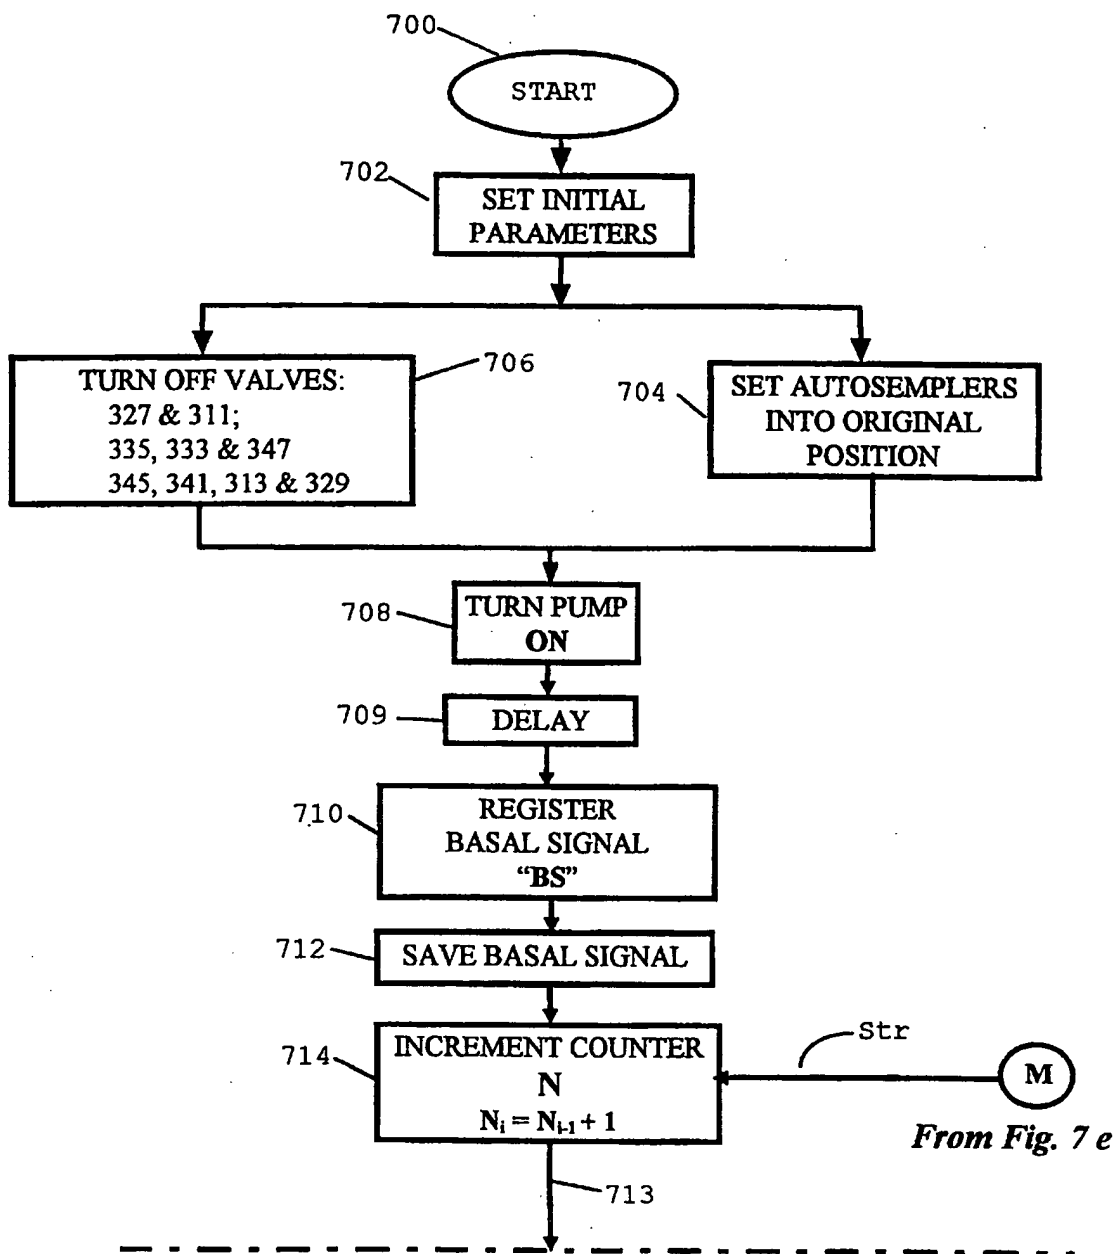 700
START
702
SET INITIAL
PARAMETERS
706
TURN OFF VALVES:
327 & 311;
335, 333 & 347
345, 341, 313 & 329
704
SET AUTOSEMPLERS
INTO ORIGINAL
POSITION
708
TURN PUMP
ON
709
DELAY
710
REGISTER
BASAL SIGNAL
“BS”
712
SAVE BASAL SIGNAL
714
INCREMENT COUNTER
N
Ni = Ni-1 + 1
Str
M
From Fig. 7 e
713